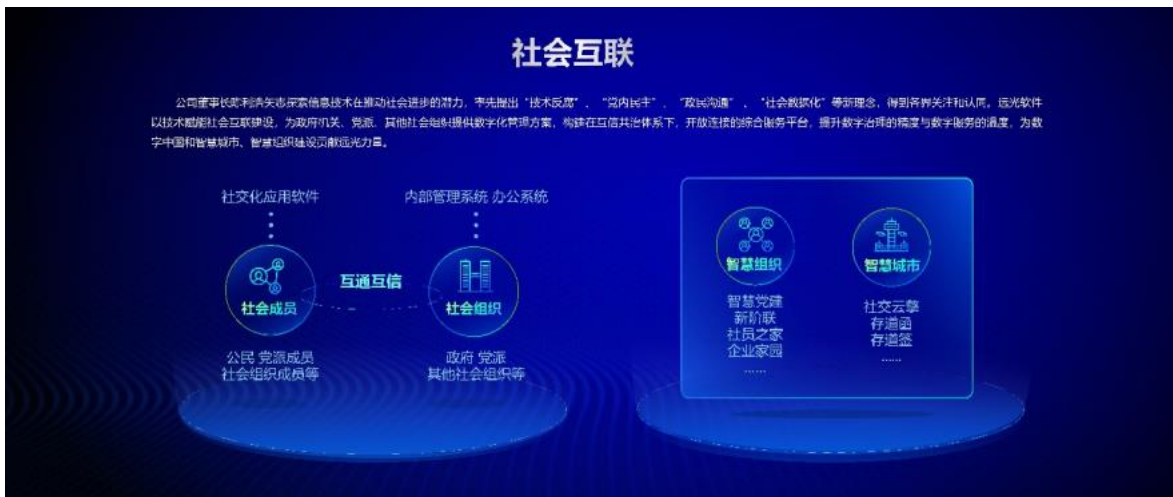 社会互联
公司董事长陈利浩矢志探索信息技术在推动社会进步的潜力，率先提出“技术反腐”、“党内民主”、“政民沟通”、“社会数据化”等新理念，得到各界关注和认同。远光软件
以技术赋能社会互联建设，为政府机关、党派、其他社会组织提供数字化管理方案，构建在互信共治体系下，开放连接的综合服务平台，提升数字治理的精度与数字服务的温度，为数
字中国和智慧城市、智慧组织建设贡献远光力量。
社交化应用软件
内部管理系统 办公系统
互通互信
社会成员
社会组织
公民 党派成员
社会组织成员等
政府 党派
其他社会组织等
智慧组织
智慧党建
新阶联
社员之家
企业家园
……
智慧城市
社交云擎
存道函
存道签
……